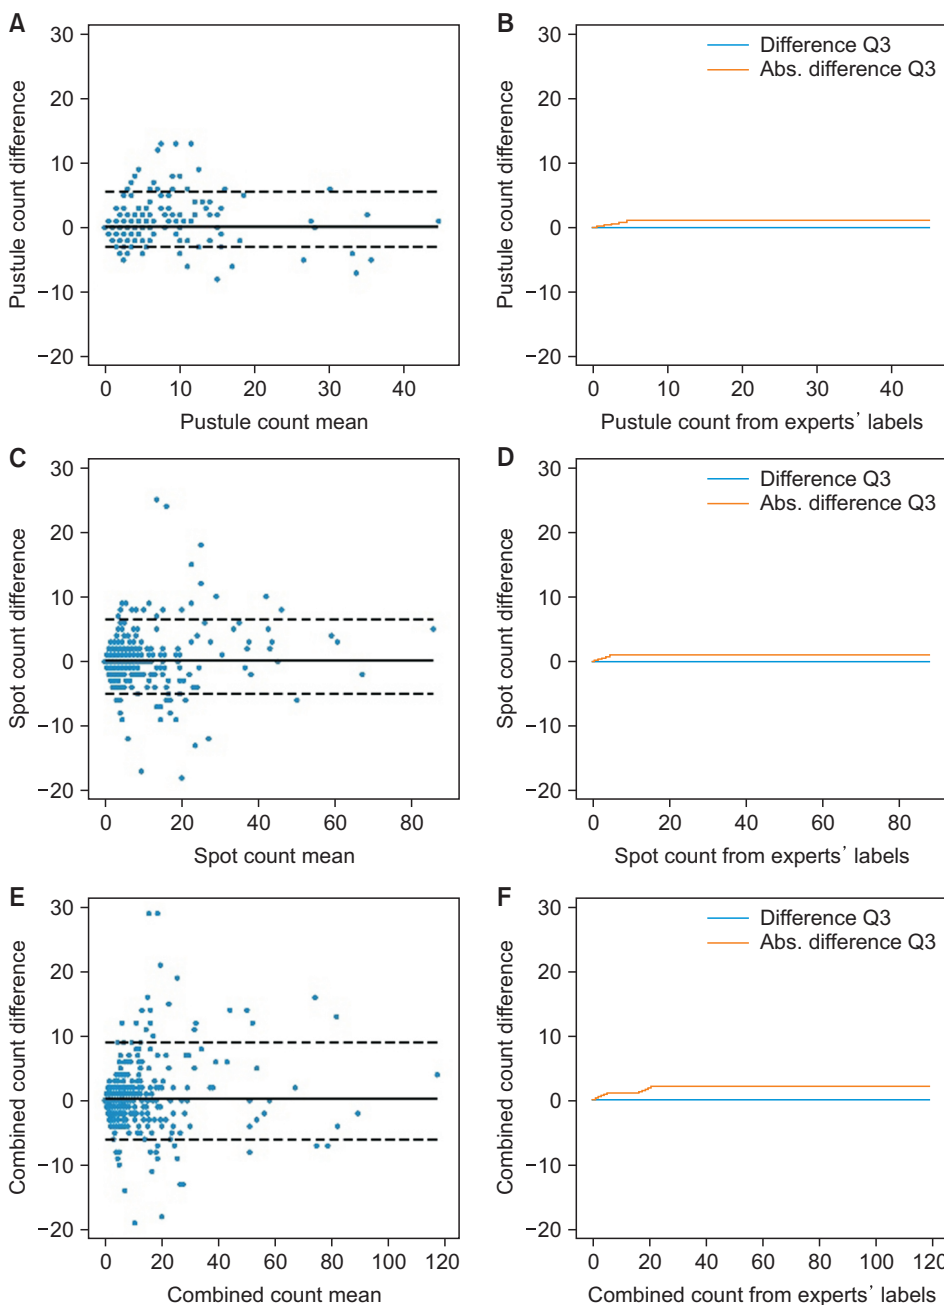 A
30
20
10
0
−10
−20
Pustule count difference
0 10 20 30 40
Pustule count mean
B
30
20
10
0
−10
−20
Pustule count difference
Difference Q3
Abs. difference Q3
0 10 20 30 40
Pustule count from experts’ labels
C
30
20
10
0
−10
−20
Spot count difference
0 20 40 60 80
Spot count mean
D
30
20
10
0
−10
−20
Spot count difference
Difference Q3
Abs. difference Q3
0 20 40 60 80
Spot count from experts’ labels
E
30
20
10
0
−10
−20
Combined count difference
0 20 40 60 80 100 120
Combined count mean
F
30
20
10
0
−10
−20
Combined count difference
Difference Q3
Abs. difference Q3
0 20 40 60 80 100 120
Combined count from experts’ labels